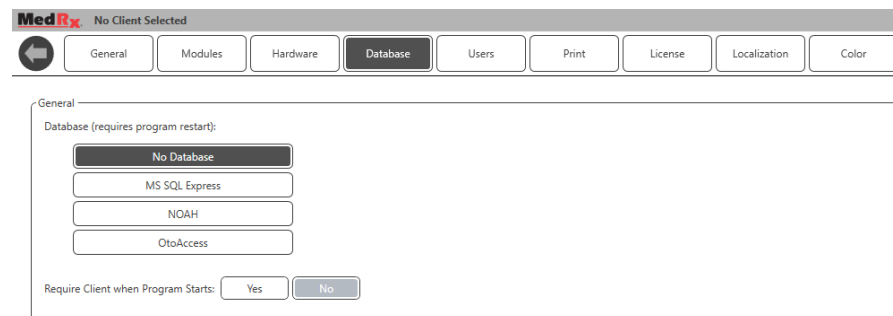 MedRx. No Client Selected
General Modules Hardware Database Users Print License Localization Color
General
Database (requires program restart):
No Database
MS SQL Express
NOAH
OtoAccess
Require Client when Program Starts: Yes No